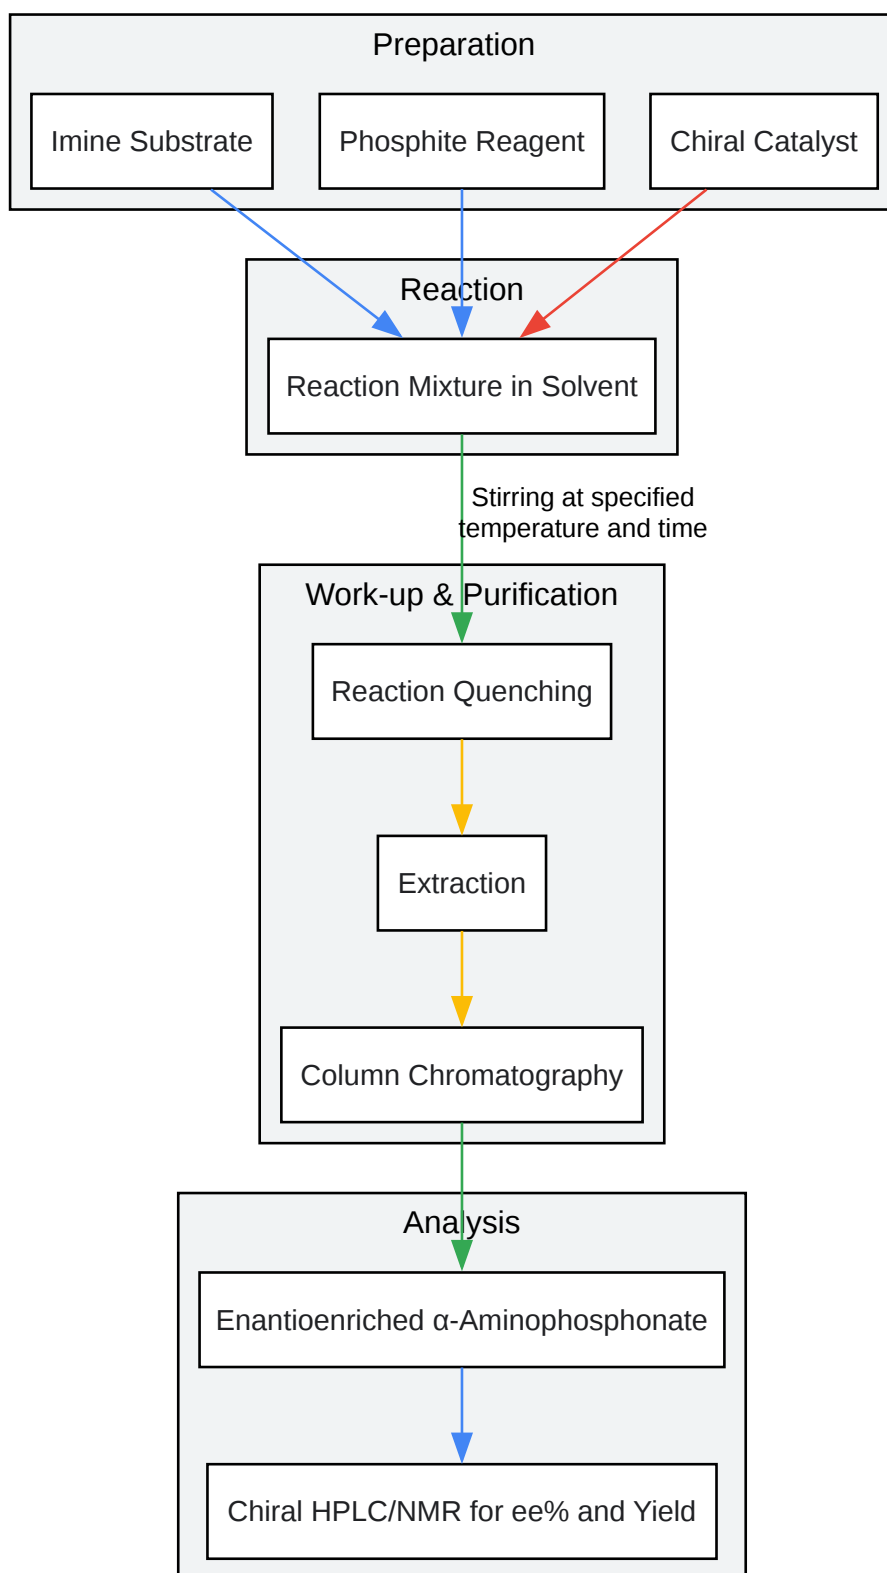 Preparation
Imine Substrate
Phosphite Reagent
Chiral Catalyst
Reaction
Reaction Mixture in Solvent
Stirring at specified
temperature and time
Work-up & Purification
Reaction Quenching
Extraction
Column Chromatography
Analysis
Enantioenriched α-Aminophosphonate
Chiral HPLC/NMR for ee% and Yield